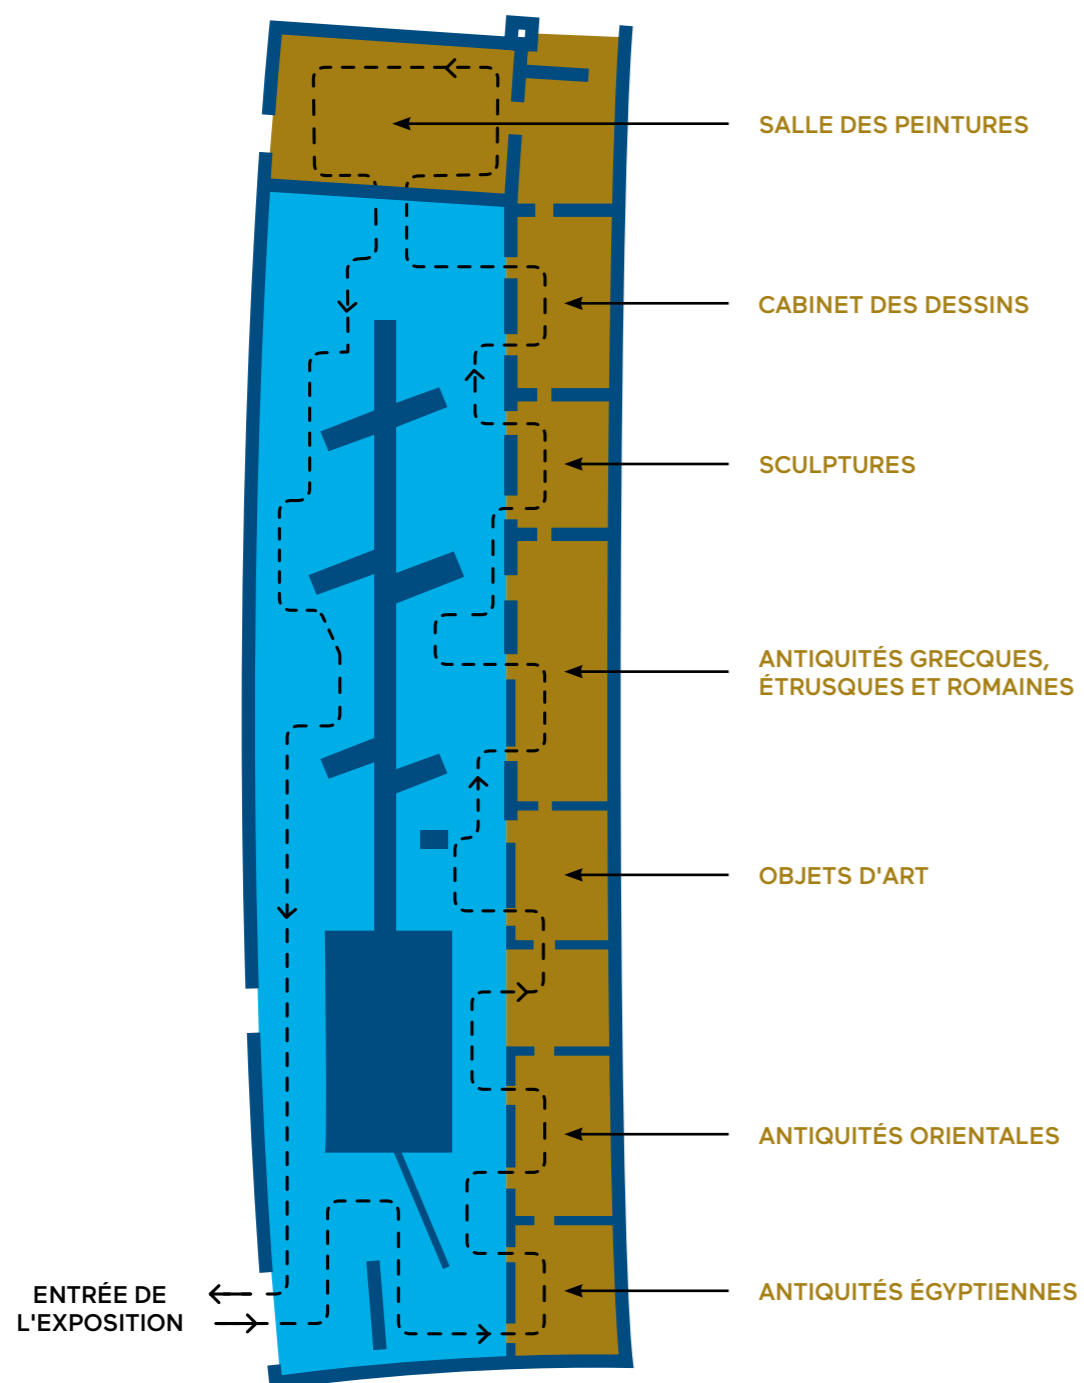 SALLE DES PEINTURES
CABINET DES DESSINS
SCULPTURES
ANTIQUITÉS GRECQUES,
ÉTRUSQUES ET ROMAINES
OBJETS D'ART
ANTIQUITÉS ORIENTALES
ANTIQUITÉS ÉGYPTIENNES
ENTRÉE DE
L'EXPOSITION